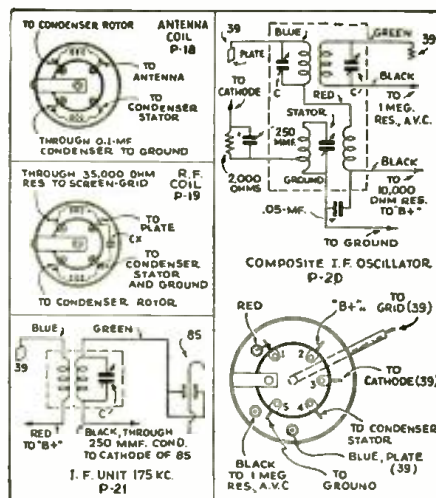 TO CONDENSER ROTOR
ANTENNA
COIL
P-18
TO
ANTENNA
TO
CONDENSER
STATOR
THROUGH 0.1-MF
CONDENSER TO GROUND
THROUGH 35,000 OHM
RES TO SCREEN-GRID
R.F.
COIL
P-19
TO
PLATE
CX
TO
CONDENSER
STATOR
AND GROUND
TO CONDENSER ROTOR
BLUE
GREEN
39
85
C
RED
TO "B+"
BLACK, THROUGH
250 MMF. COND.
TO CATHODE OF 85
I.F. UNIT 175 KC.
P-21
39
BLUE
GREEN
39
PLATE
TO
CATHODE
C
C
BLACK
RED
TO
1 MEG.
RES., A.V.C.
STATOR
250
MMF.
BLACK
2,000
OHMS
GROUND
TO
10,000
OHM RES.
TO "B+"
.05-MF.
TO GROUND
COMPOSITE I.F. OSCILLATOR
P-20
RED
"B+"
TO
GRID (39)
1
2
3
4
5
TO
CATHODE (39)
TO CONDENSER
STATOR
BLUE, PLATE
(39)
BLACK
TO 1 MEG
RES., A.V.C
TO
GROUND